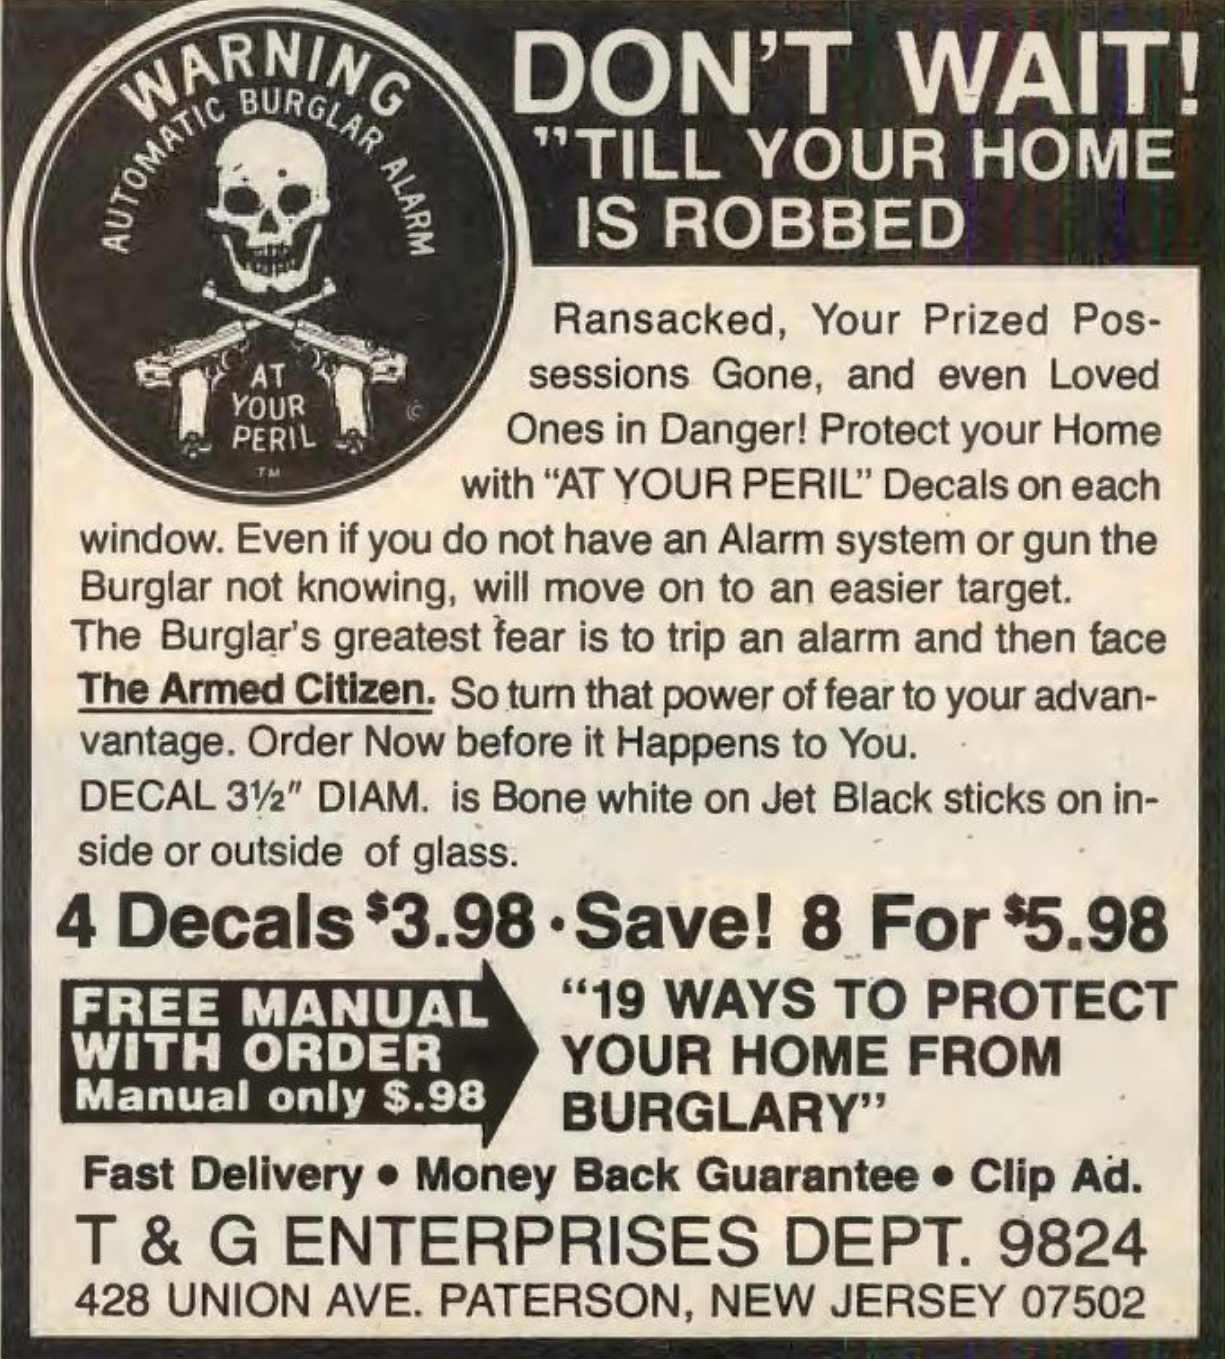 WARNING
AUTOMATIC BURGLAR ALARM
AT
YOUR
PERIL
TM
©
DON'T WAIT!
"TILL YOUR HOME
IS ROBBED
Ransacked, Your Prized Pos-
sessions Gone, and even Loved
Ones in Danger! Protect your Home
with “AT YOUR PERIL” Decals on each
window. Even if you do not have an Alarm system or gun the
Burglar not knowing, will move on to an easier target.
The Burglar's greatest fear is to trip an alarm and then face
The Armed Citizen. So turn that power of fear to your advan-
vantage. Order Now before it Happens to You.
DECAL 3½" DIAM. is Bone white on Jet Black sticks on in-
side or outside of glass.
4 Decals $3.98 · Save! 8 For $5.98
FREE MANUAL
WITH ORDER
Manual only $.98
“19 WAYS TO PROTECT
YOUR HOME FROM
BURGLARY”
Fast Delivery • Money Back Guarantee • Clip Ad.
T & G ENTERPRISES DEPT. 9824
428 UNION AVE. PATERSON, NEW JERSEY 07502